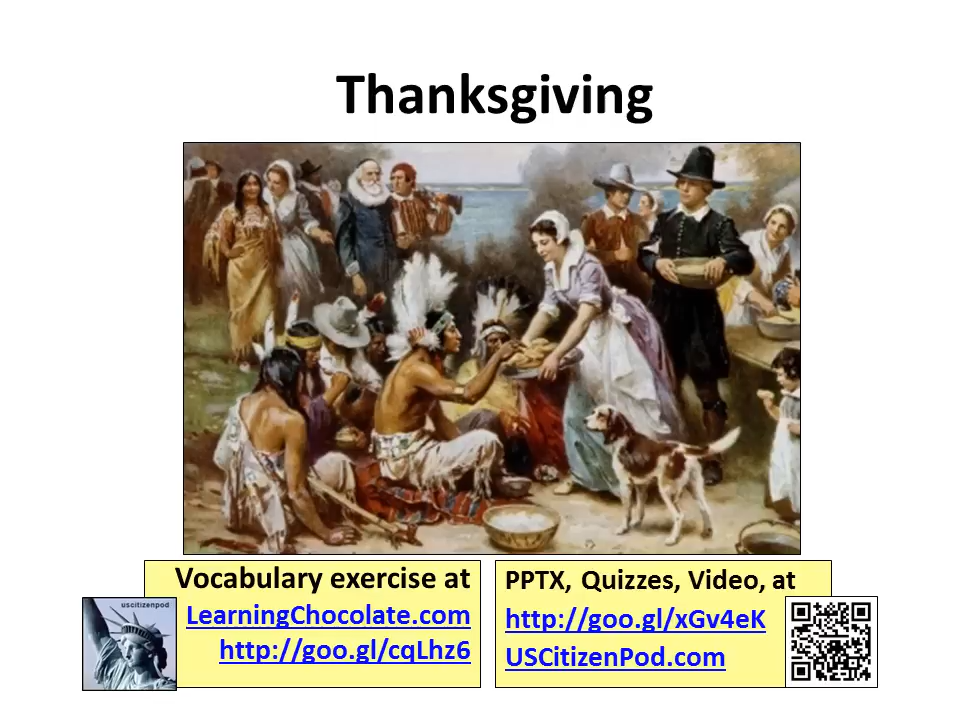 Thanksgiving
Vocabulary exercise at
LearningChocolate.com
http://goo.gl/cqLhz6
uscitizenpod
PPTX, Quizzes, Video, at
http://goo.gl/xGv4eK
USCitizenPod.com